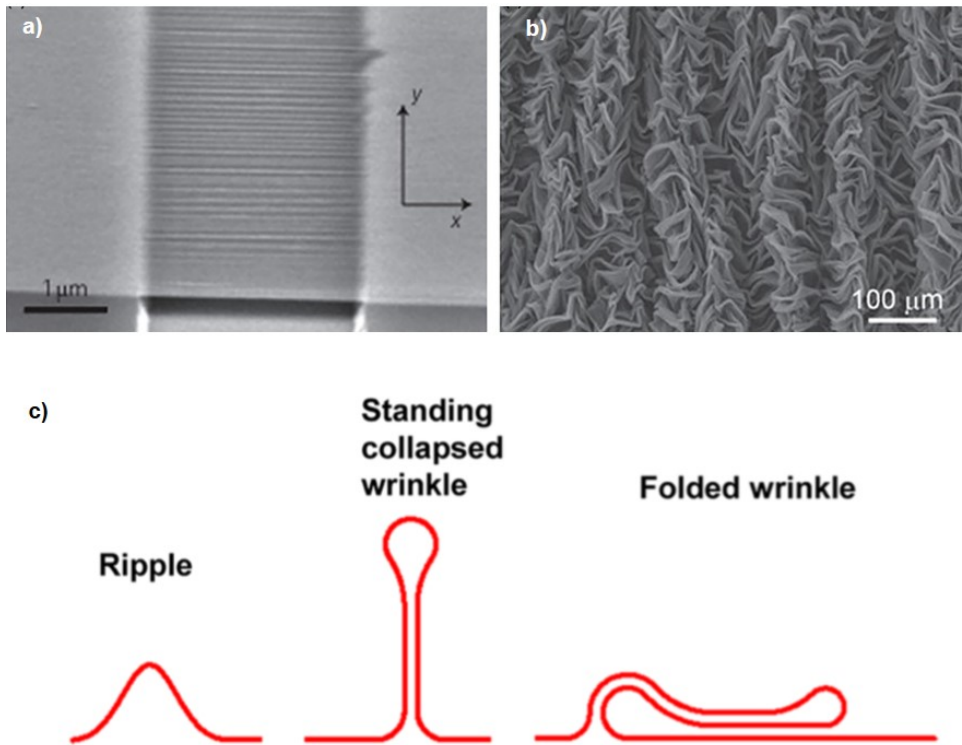 a)
y
x
1μm
b)
100 μm
c)
Standing
collapsed
wrinkle
Folded wrinkle
Ripple